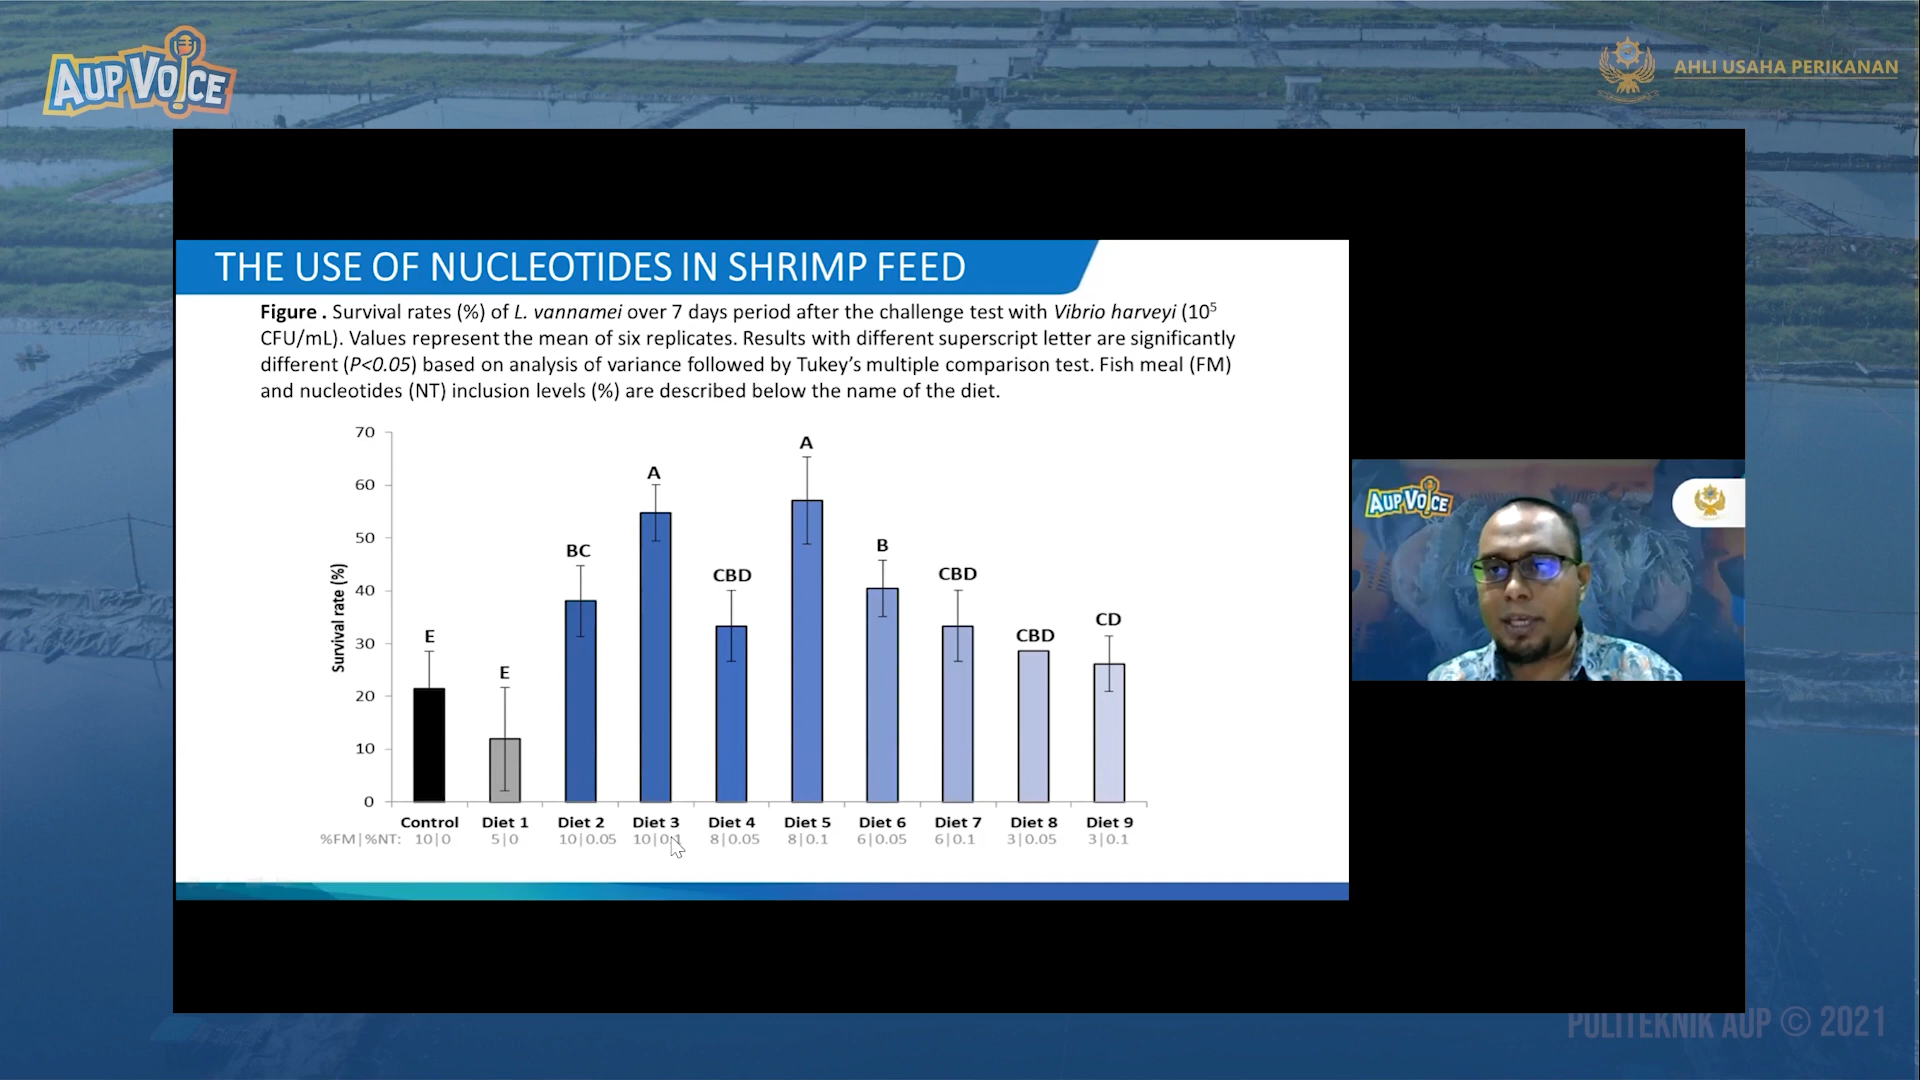 AUP VOICE
AHLI USAHA PERIKANAN
THE USE OF NUCLEOTIDES IN SHRIMP FEED
Figure . Survival rates (%) of L. vannamei over 7 days period after the challenge test with Vibrio harveyi (10⁵
CFU/mL). Values represent the mean of six replicates. Results with different superscript letter are significantly
different (P<0.05) based on analysis of variance followed by Tukey’s multiple comparison test. Fish meal (FM)
and nucleotides (NT) inclusion levels (%) are described below the name of the diet.
Survival rate (%)
70
60
50
40
30
20
10
0
E
E
BC
A
CBD
A
B
CBD
CBD
CD
Control Diet 1 Diet 2 Diet 3 Diet 4 Diet 5 Diet 6 Diet 7 Diet 8 Diet 9
%FM|%NT: 10|0 5|0 10|0.05 10|0.1 8|0.05 8|0.1 6|0.05 6|0.1 3|0.05 3|0.1
AUP VOICE
POLITEKNIK AUP © 2021